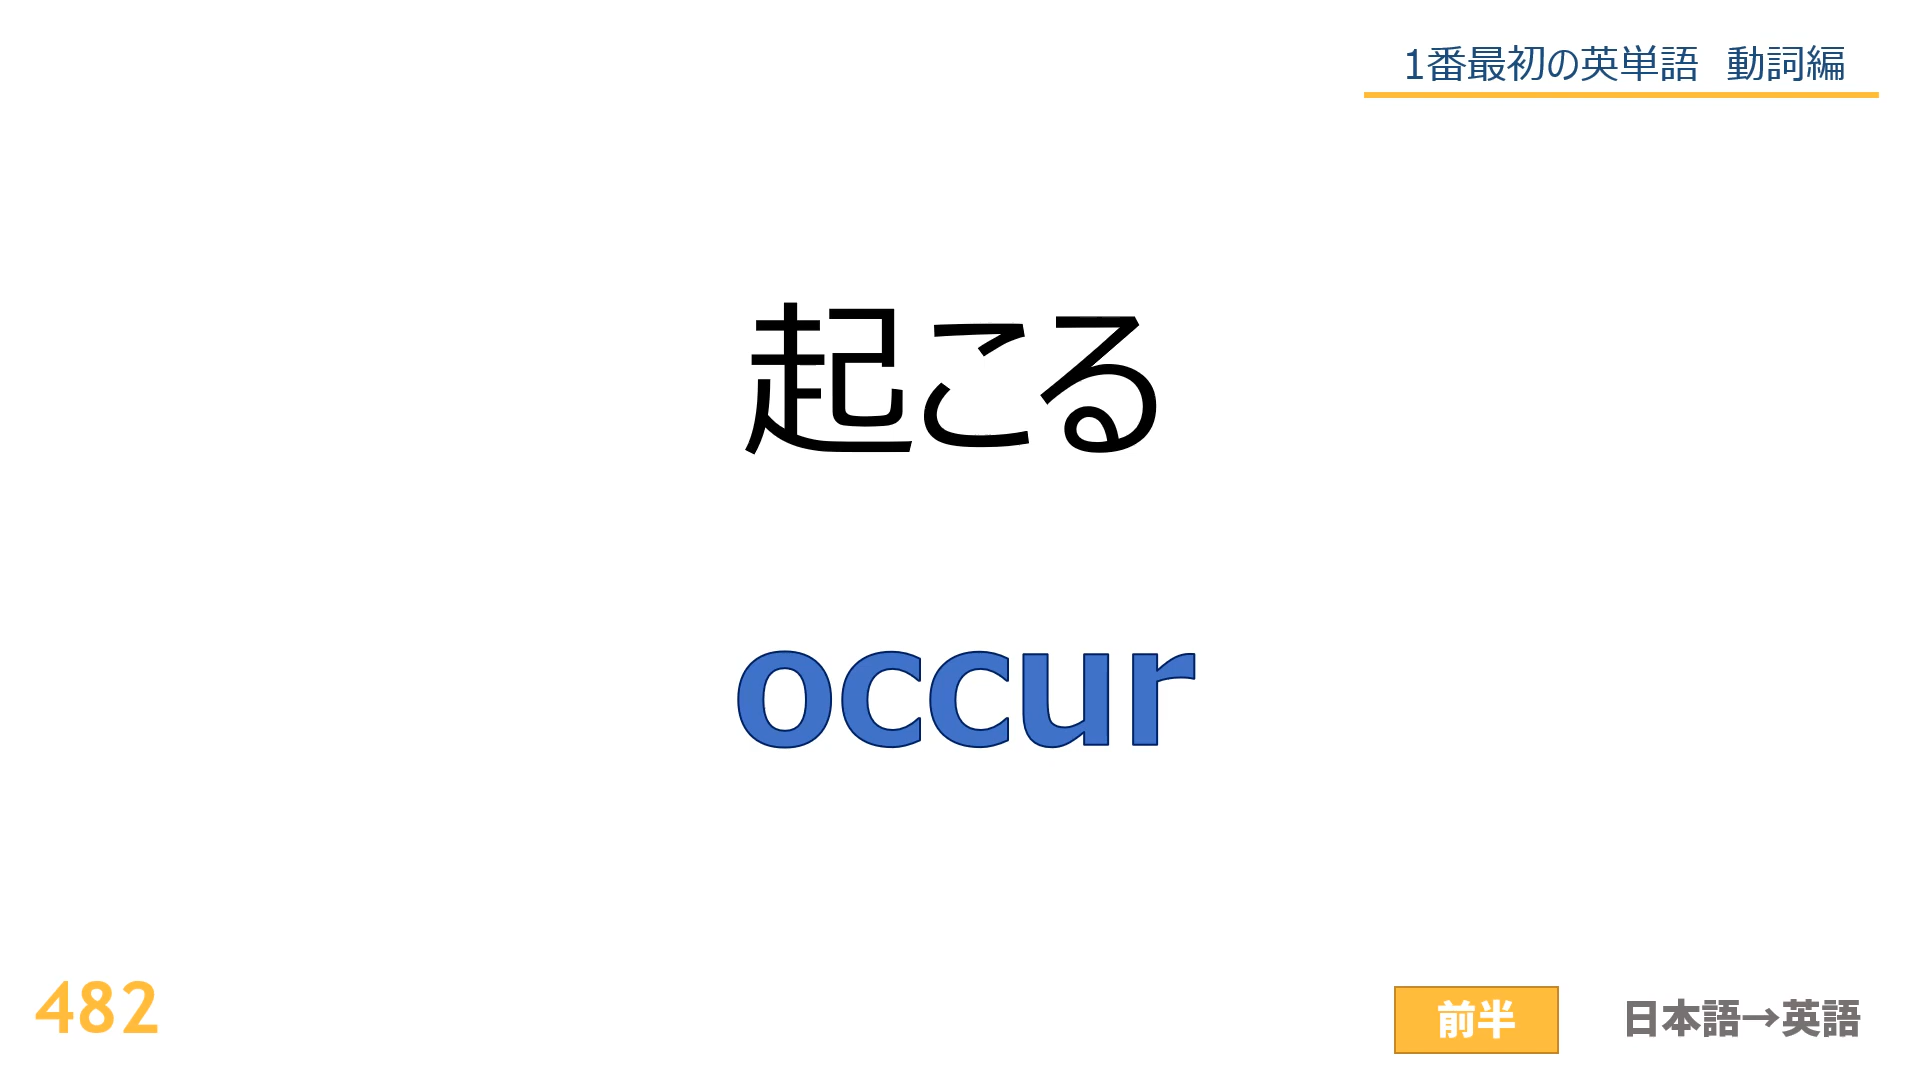 1番最初の英単語　動詞編
起こる
occur
482
前半
日本語→英語